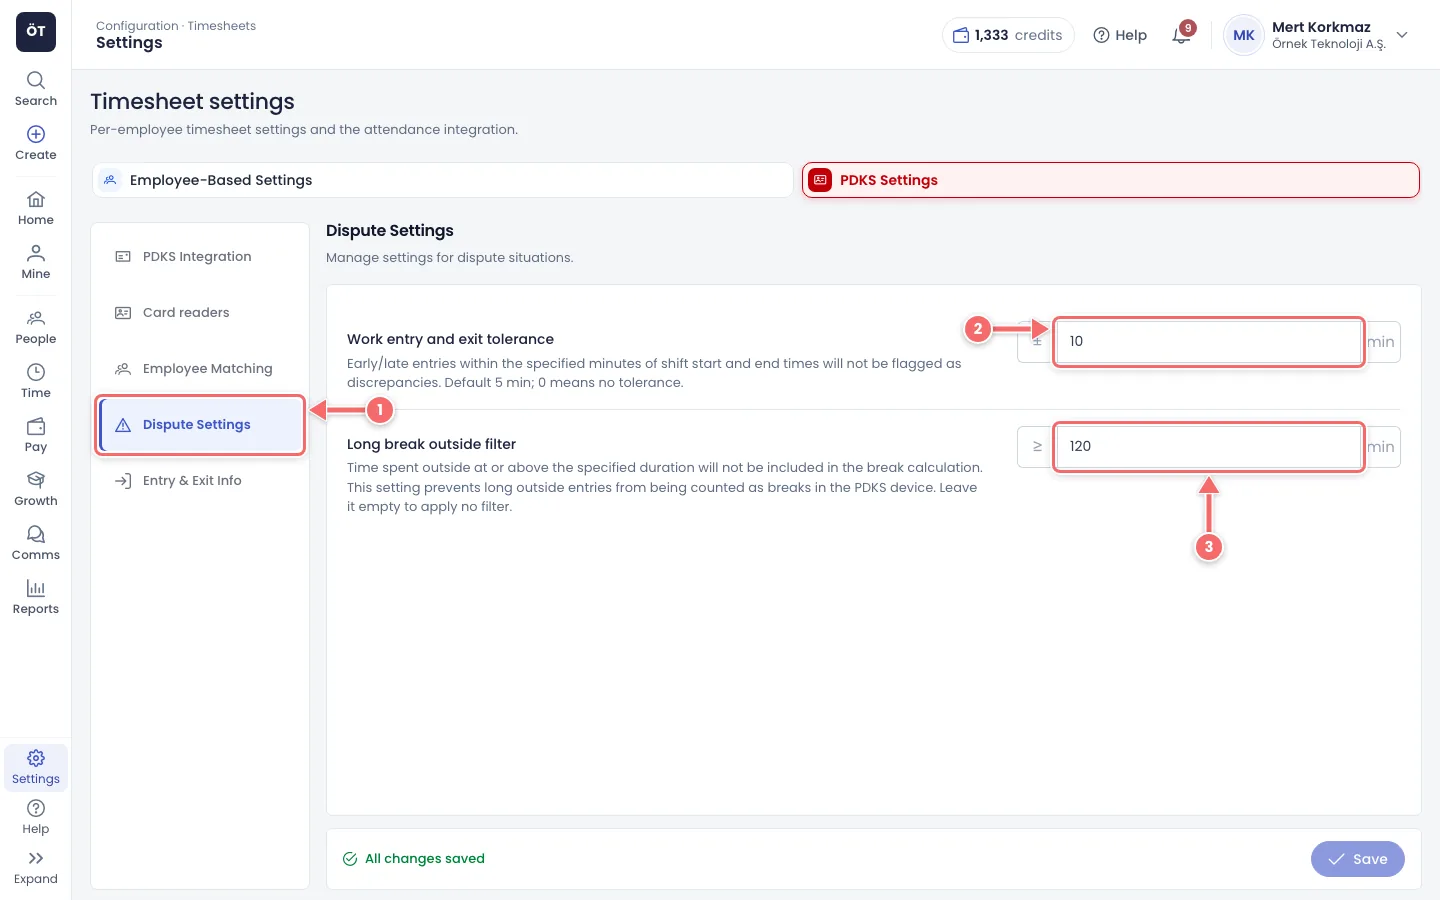 ÖT
Search
Create
Home
Mine
People
Time
Pay
Growth
Comms
Reports
Settings
Help
Expand
Configuration · Timesheets
Settings
1,333 credits
Help
9
MK
Mert Korkmaz
Örnek Teknoloji A.Ş.
Timesheet settings
Per-employee timesheet settings and the attendance integration.
Employee-Based Settings
PDKS Settings
PDKS Integration
Card readers
Employee Matching
Dispute Settings
Entry & Exit Info
1
Dispute Settings
Manage settings for dispute situations.
Work entry and exit tolerance
Early/late entries within the specified minutes of shift start and end times will not be flagged as
discrepancies. Default 5 min; 0 means no tolerance.
2
± 10 min
Long break outside filter
Time spent outside at or above the specified duration will not be included in the break calculation.
This setting prevents long outside entries from being counted as breaks in the PDKS device. Leave
it empty to apply no filter.
≥ 120 min
3
All changes saved
Save